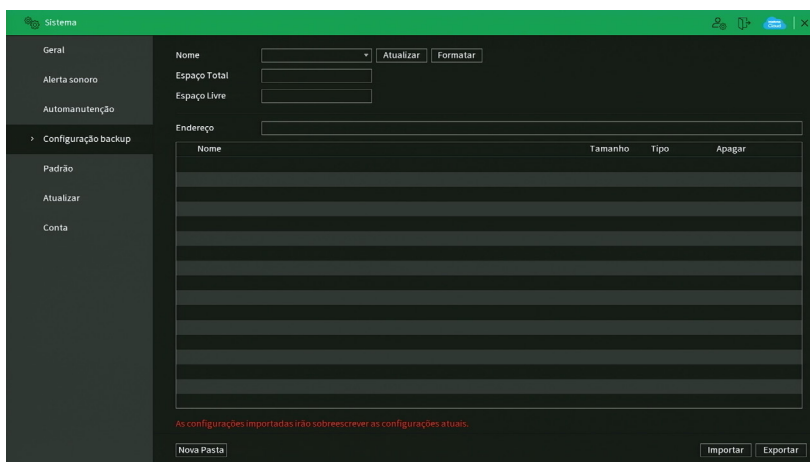 Sistema
Cloud
Geral
Alerta sonoro
Automanutenção
Configuração backup
Padrão
Atualizar
Conta
Nome
Atualizar
Formatar
Espaço Total
Espaço Livre
Endereço
Nome Tamanho Tipo Apagar
As configurações importadas irão sobreescrever as configurações atuais.
Nova Pasta
Importar
Exportar